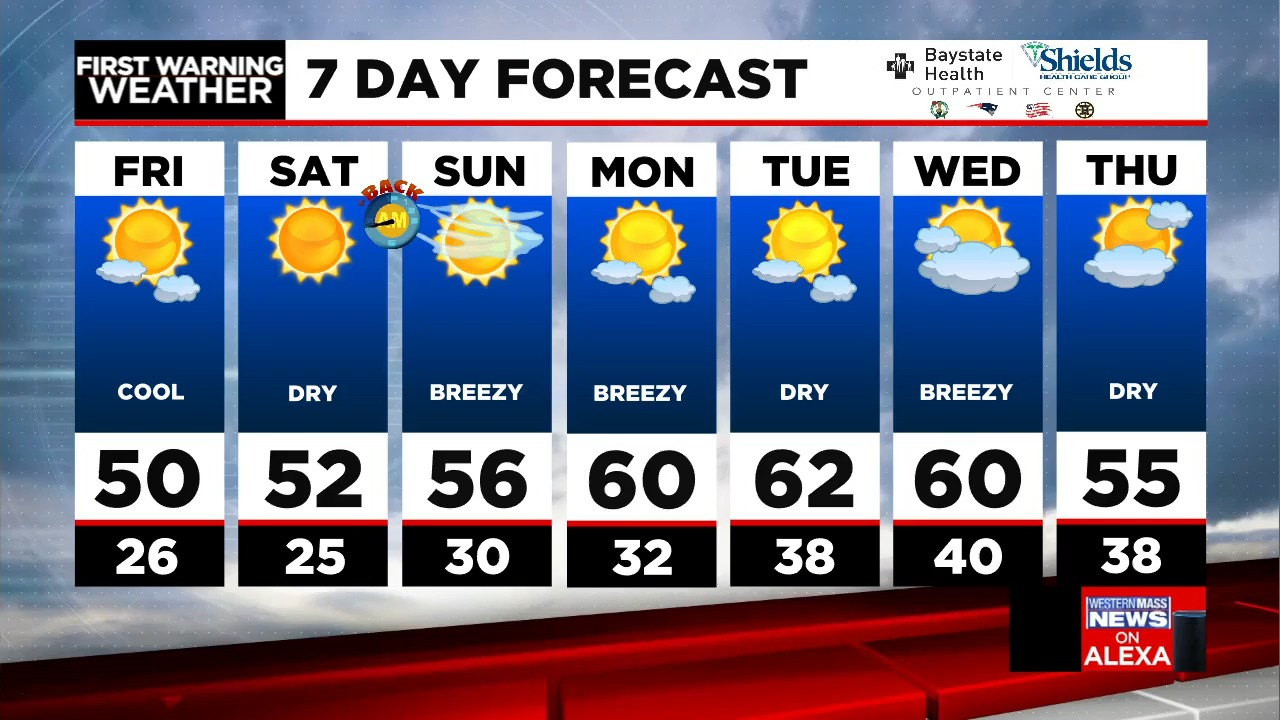 FIRST WARNING
WEATHER
7 DAY FORECAST
Baystate
Health
Shields
HEALTH CARE GROUP
OUTPATIENT CENTER
FRI
SAT
SUN
MON
TUE
WED
THU
BACK
AM
COOL
DRY
BREEZY
BREEZY
DRY
BREEZY
DRY
50
52
56
60
62
60
55
26
25
30
32
38
40
38
WESTERN MASS
NEWS
ON
ALEXA